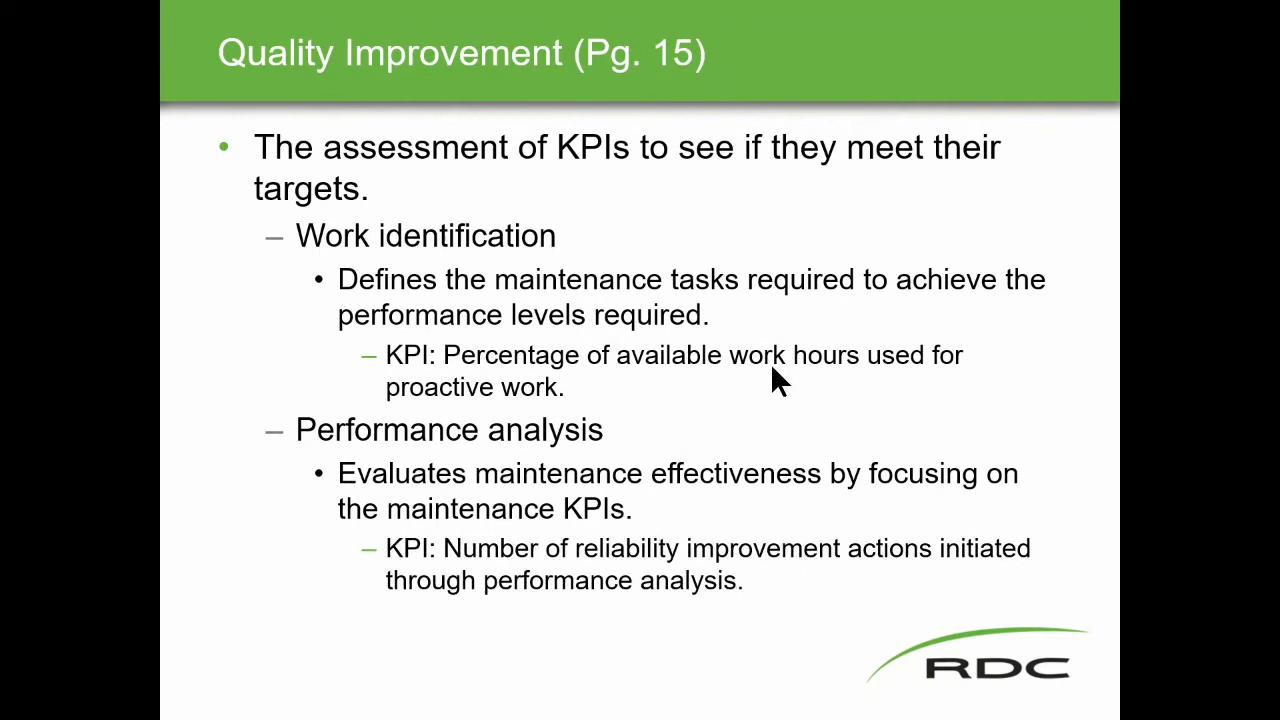 Quality Improvement (Pg. 15)
• The assessment of KPIs to see if they meet their
targets.
– Work identification
• Defines the maintenance tasks required to achieve the
performance levels required.
– KPI: Percentage of available work hours used for
proactive work.
– Performance analysis
• Evaluates maintenance effectiveness by focusing on
the maintenance KPIs.
– KPI: Number of reliability improvement actions initiated
through performance analysis.
RDC